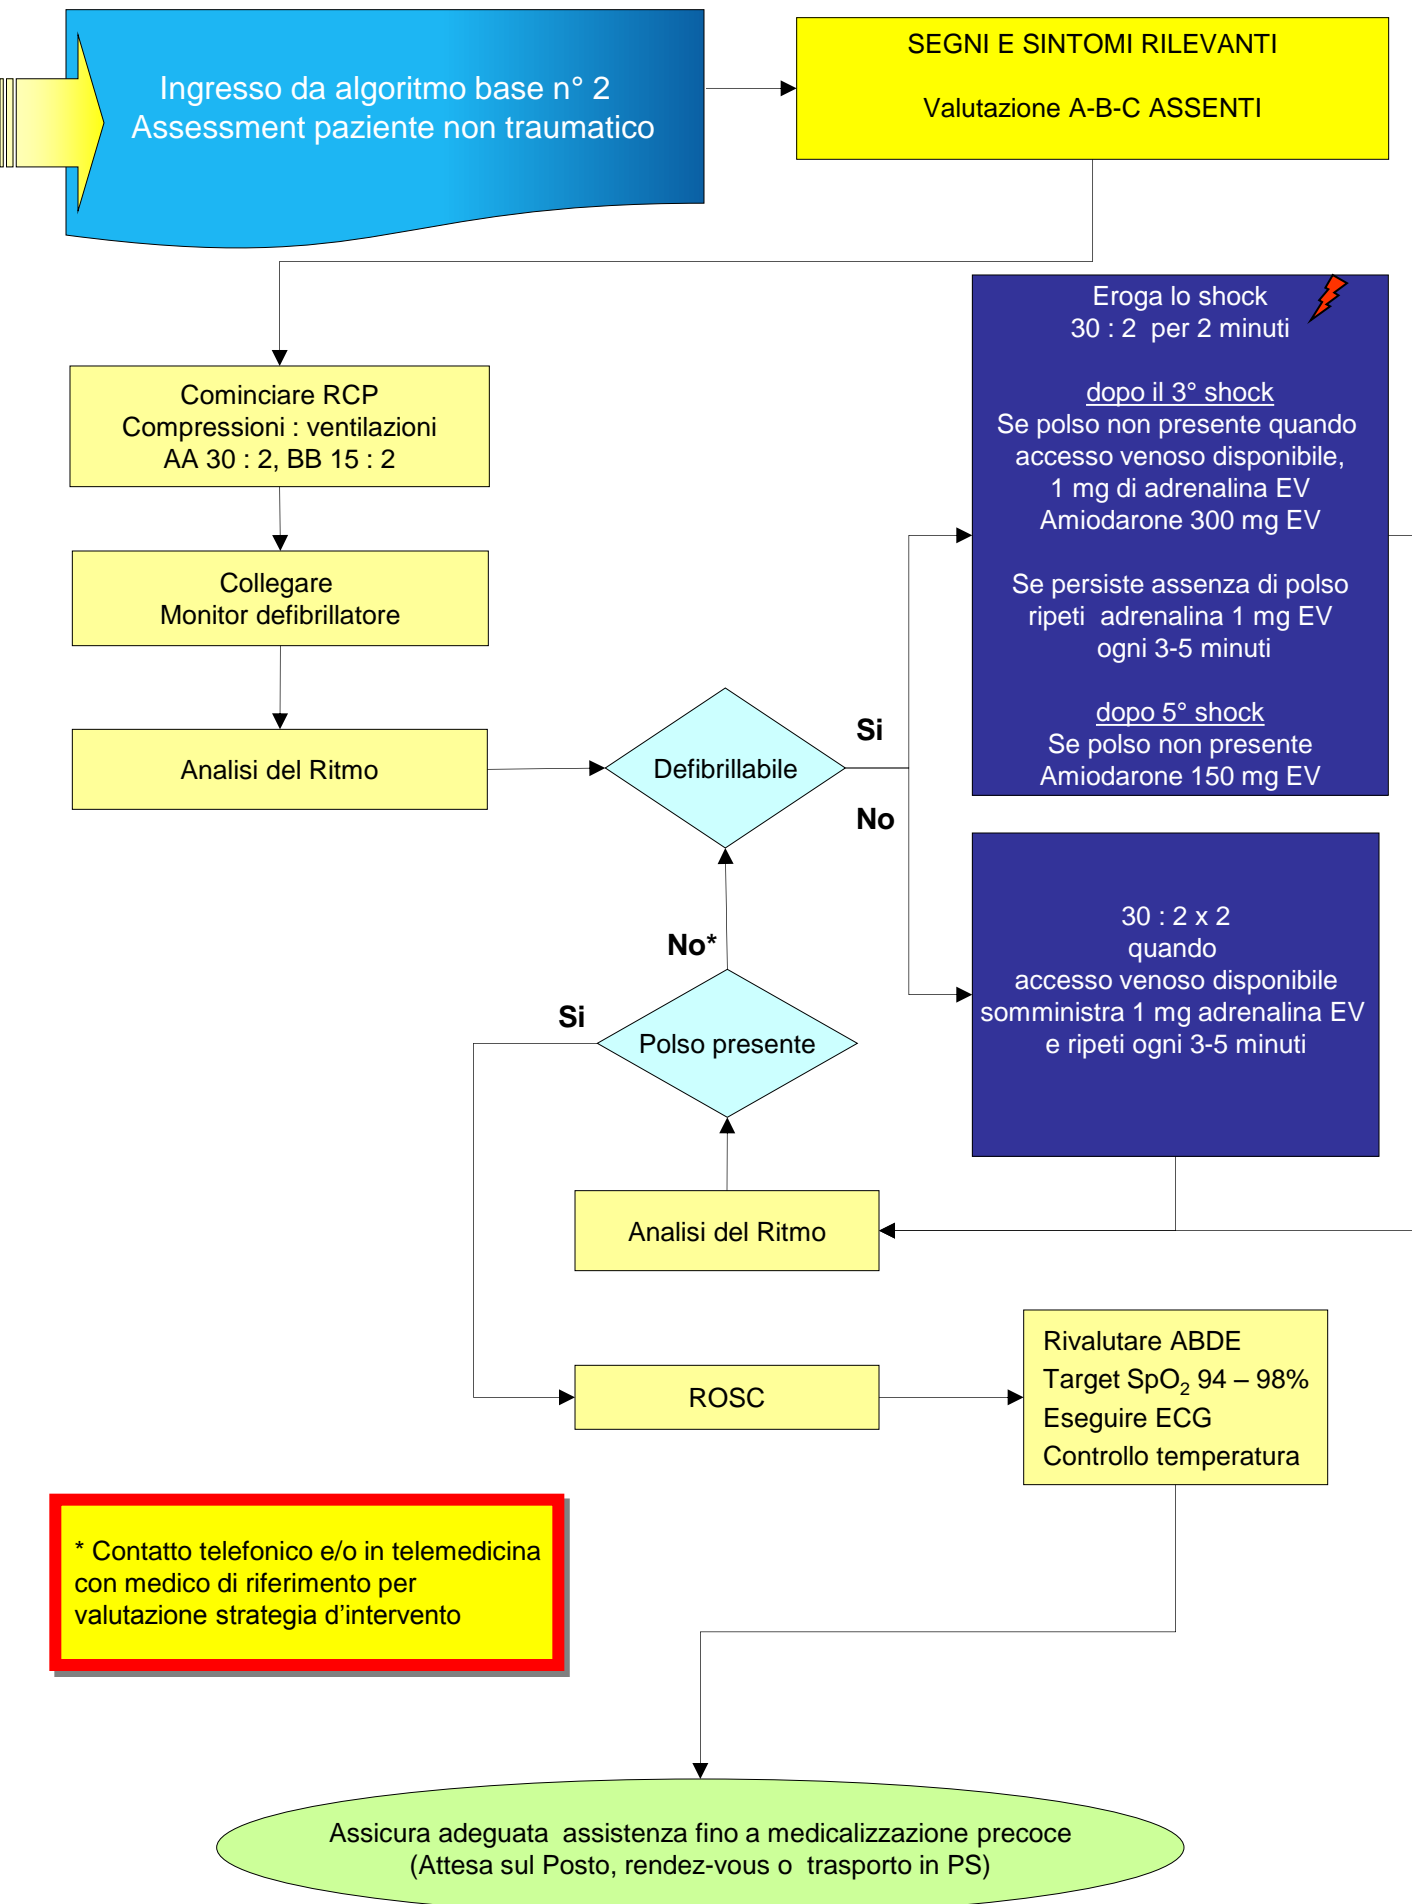 Ingresso da algoritmo base n° 2
Assessment paziente non traumatico
SEGNI E SINTOMI RILEVANTI
Valutazione A-B-C ASSENTI
Cominciare RCP
Compressioni : ventilazioni
AA 30 : 2, BB 15 : 2
Collegare
Monitor defibrillatore
Analisi del Ritmo
Defibrillabile
Si
No
Eroga lo shock
30 : 2 per 2 minuti
dopo il 3° shock
Se polso non presente quando
accesso venoso disponibile,
1 mg di adrenalina EV
Amiodarone 300 mg EV
Se persiste assenza di polso
ripeti adrenalina 1 mg EV
ogni 3-5 minuti
dopo 5° shock
Se polso non presente
Amiodarone 150 mg EV
30 : 2 x 2
quando
accesso venoso disponibile
somministra 1 mg adrenalina EV
e ripeti ogni 3-5 minuti
No*
Si
Polso presente
Analisi del Ritmo
ROSC
Rivalutare ABDE
Target SpO₂ 94 – 98%
Eseguire ECG
Controllo temperatura
* Contatto telefonico e/o in telemedicina
con medico di riferimento per
valutazione strategia d’intervento
Assicura adeguata assistenza fino a medicalizzazione precoce
(Attesa sul Posto, rendez-vous o trasporto in PS)